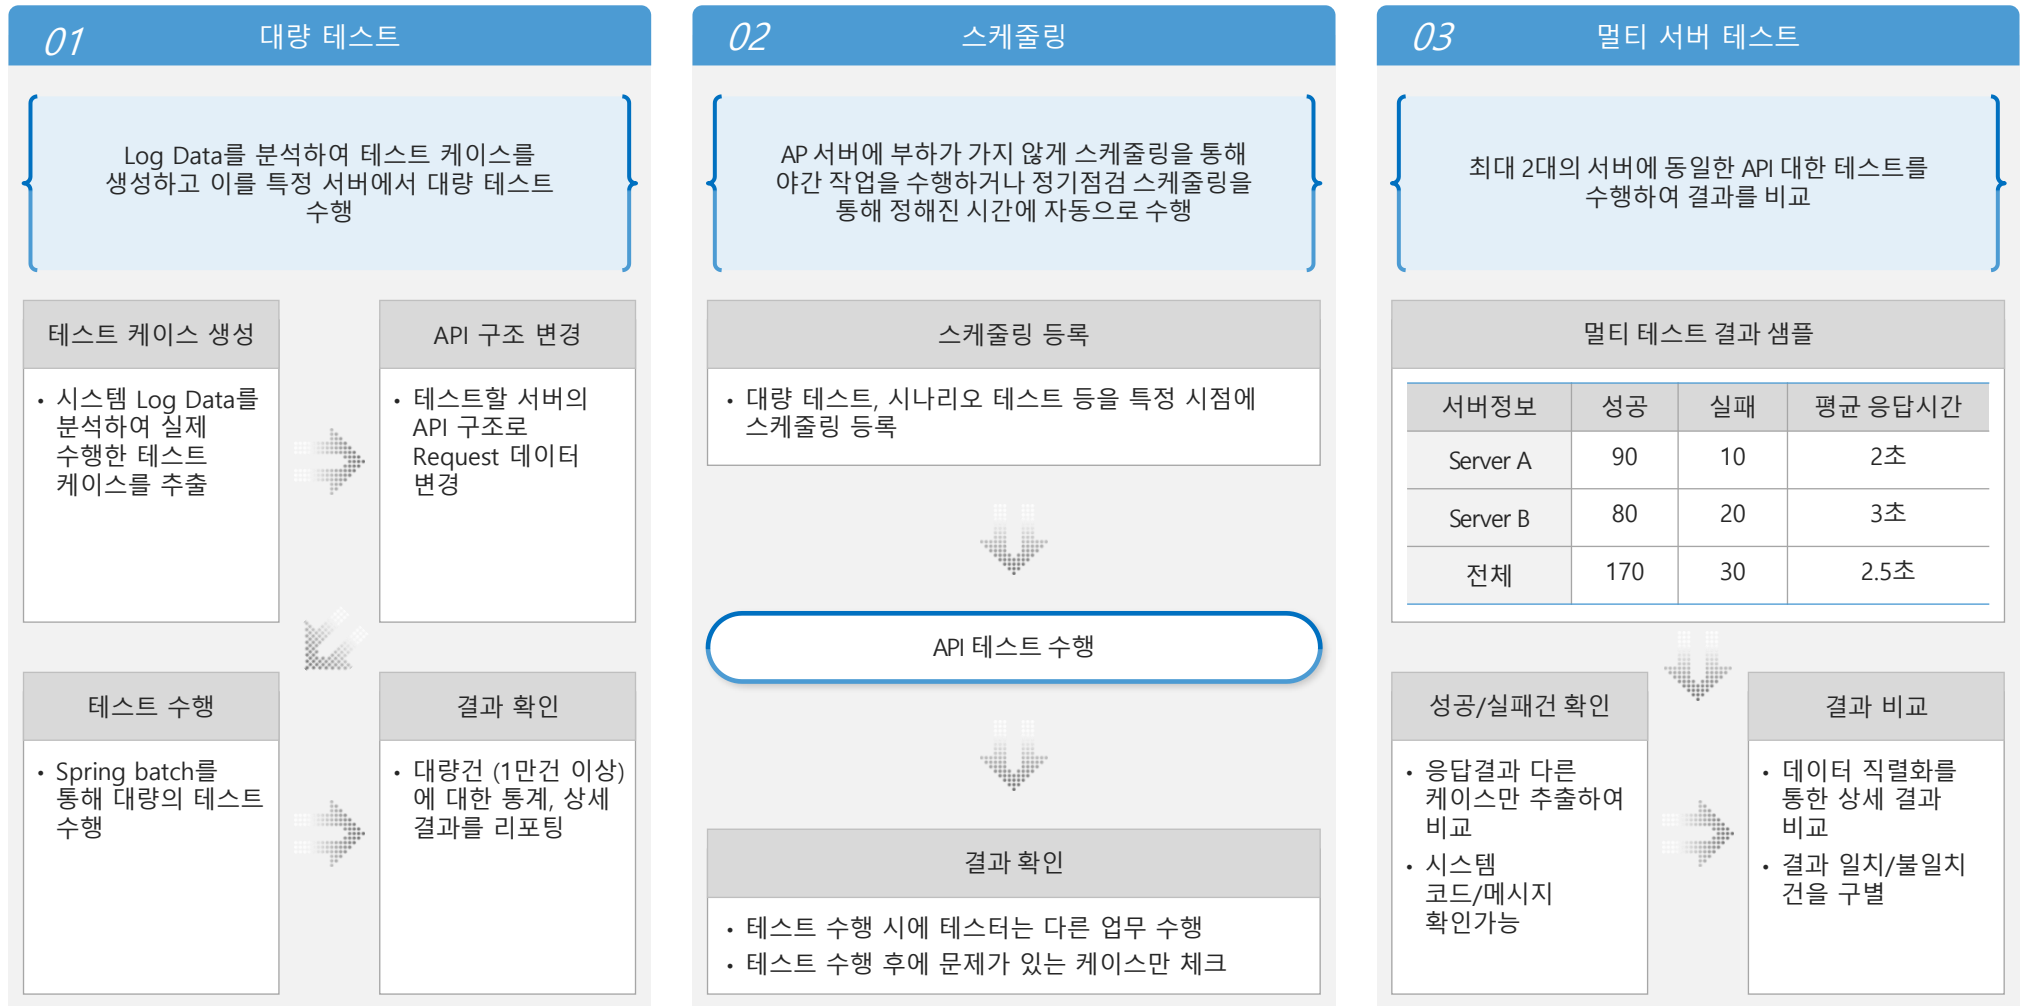 01 대량 테스트
Log Data를 분석하여 테스트 케이스를
생성하고 이를 특정 서버에서 대량 테스트
수행
테스트 케이스 생성
• 시스템 Log Data를
분석하여 실제
수행한 테스트
케이스를 추출
API 구조 변경
• 테스트할 서버의
API 구조로
Request 데이터
변경
테스트 수행
• Spring batch를
통해 대량의 테스트
수행
결과 확인
• 대량건 (1만건 이상)
에 대한 통계, 상세
결과를 리포팅
02 스케줄링
AP 서버에 부하가 가지 않게 스케줄링을 통해
야간 작업을 수행하거나 정기점검 스케줄링을
통해 정해진 시간에 자동으로 수행
스케줄링 등록
• 대량 테스트, 시나리오 테스트 등을 특정 시점에
스케줄링 등록
API 테스트 수행
결과 확인
• 테스트 수행 시에 테스터는 다른 업무 수행
• 테스트 수행 후에 문제가 있는 케이스만 체크
03 멀티 서버 테스트
최대 2대의 서버에 동일한 API 대한 테스트를
수행하여 결과를 비교
멀티 테스트 결과 샘플
서버정보 성공 실패 평균 응답시간
Server A 90 10 2초
Server B 80 20 3초
전체 170 30 2.5초
성공/실패건 확인
• 응답결과 다른
케이스만 추출하여
비교
• 시스템
코드/메시지
확인가능
결과 비교
• 데이터 직렬화를
통한 상세 결과
비교
• 결과 일치/불일치
건을 구별